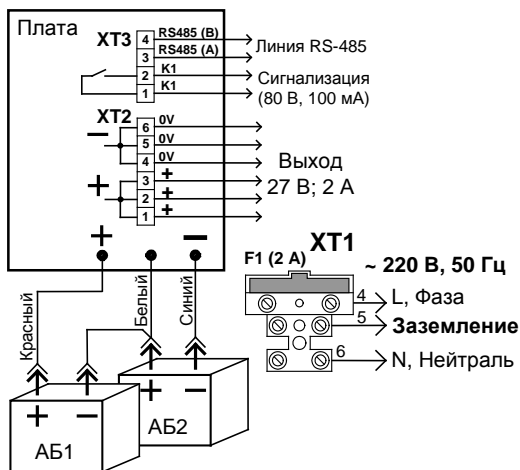 Плата
XT3
4 RS485 (B)
3 RS485 (A)
Линия RS-485
2 K1
1 K1
Сигнализация
(80 В, 100 мА)
XT2
6 0V
5 0V
4 0V
3 +
2 +
1 +
−
+
Выход
27 В; 2 А
+
−
Красный
Белый
Синий
XT1
F1 (2 А)
~ 220 В, 50 Гц
4 L, Фаза
5 Заземление
6 N, Нейтраль
+ −
АБ1
+ −
АБ2